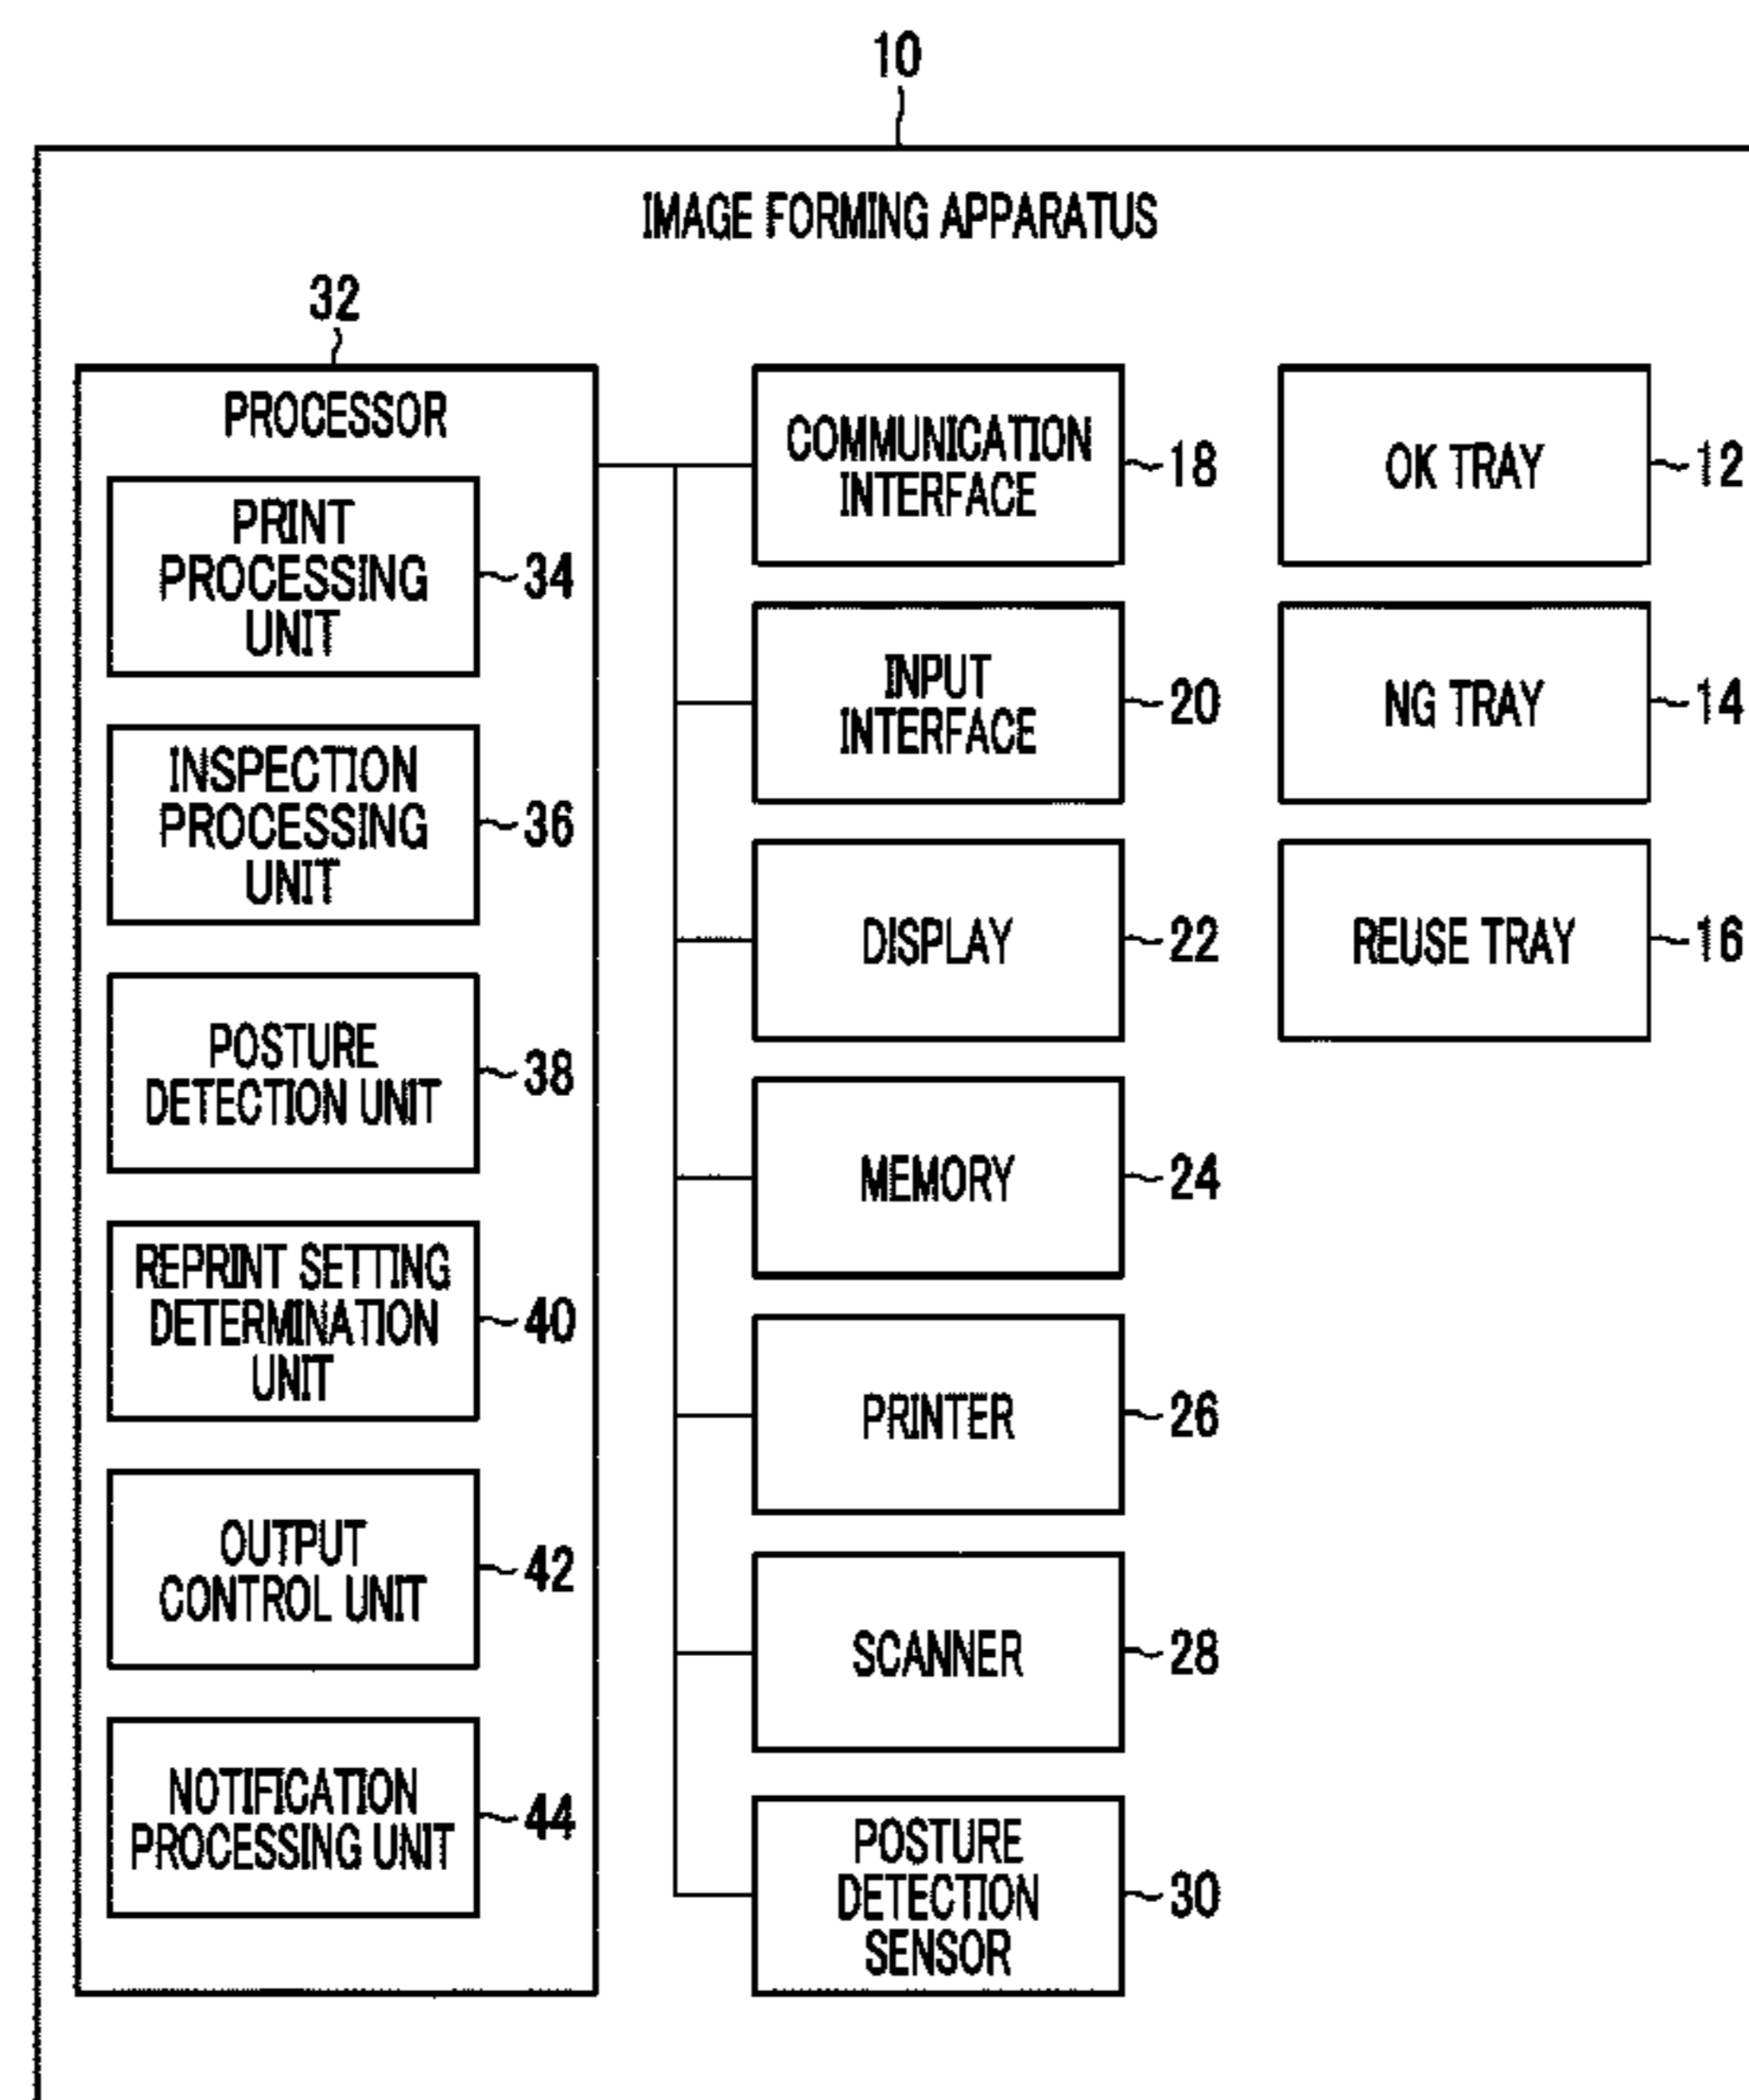 10
IMAGE FORMING APPARATUS
32
PROCESSOR
PRINT
PROCESSING
UNIT
34
INSPECTION
PROCESSING
UNIT
36
POSTURE
DETECTION UNIT
38
REPRINT SETTING
DETERMINATION
UNIT
40
OUTPUT
CONTROL UNIT
42
NOTIFICATION
PROCESSING UNIT
44
COMMUNICATION
INTERFACE
18
INPUT
INTERFACE
20
DISPLAY
22
MEMORY
24
PRINTER
26
SCANNER
28
POSTURE
DETECTION
SENSOR
30
OK TRAY
12
NG TRAY
14
REUSE TRAY
16